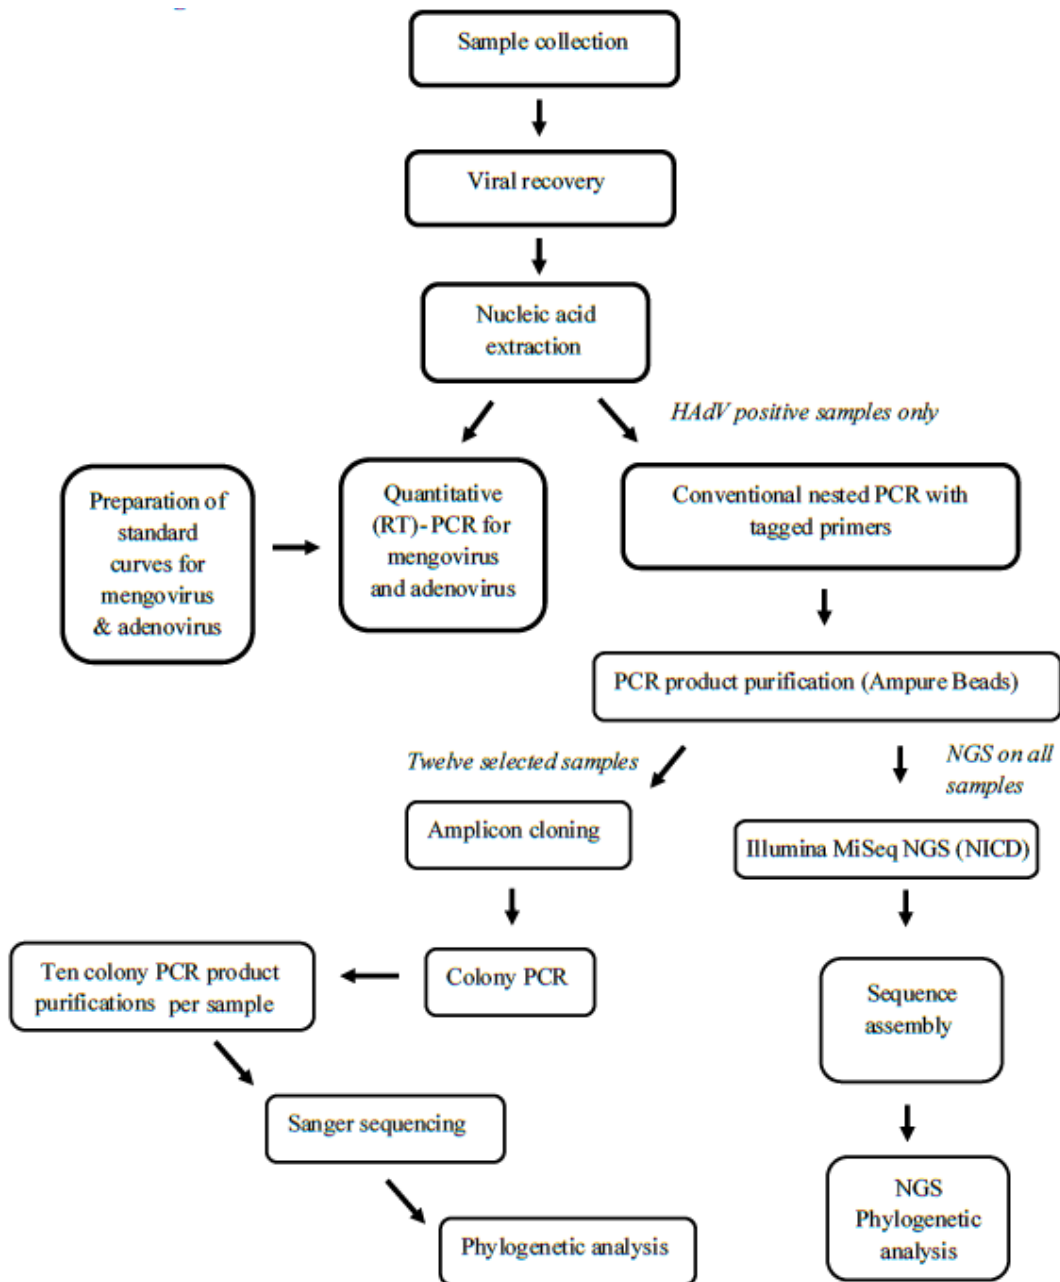 Sample collection
Viral recovery
Nucleic acid
extraction
HAdV positive samples only
Preparation of
standard
curves for
mengovirus
& adenovirus
Quantitative
(RT)- PCR for
mengovirus
and adenovirus
Conventional nested PCR with
tagged primers
PCR product purification (Ampure Beads)
Twelve selected samples
NGS on all
samples
Amplicon cloning
Illumina MiSeq NGS (NICD)
Ten colony PCR product
purifications per sample
Colony PCR
Sequence
assembly
Sanger sequencing
Phylogenetic analysis
NGS
Phylogenetic
analysis